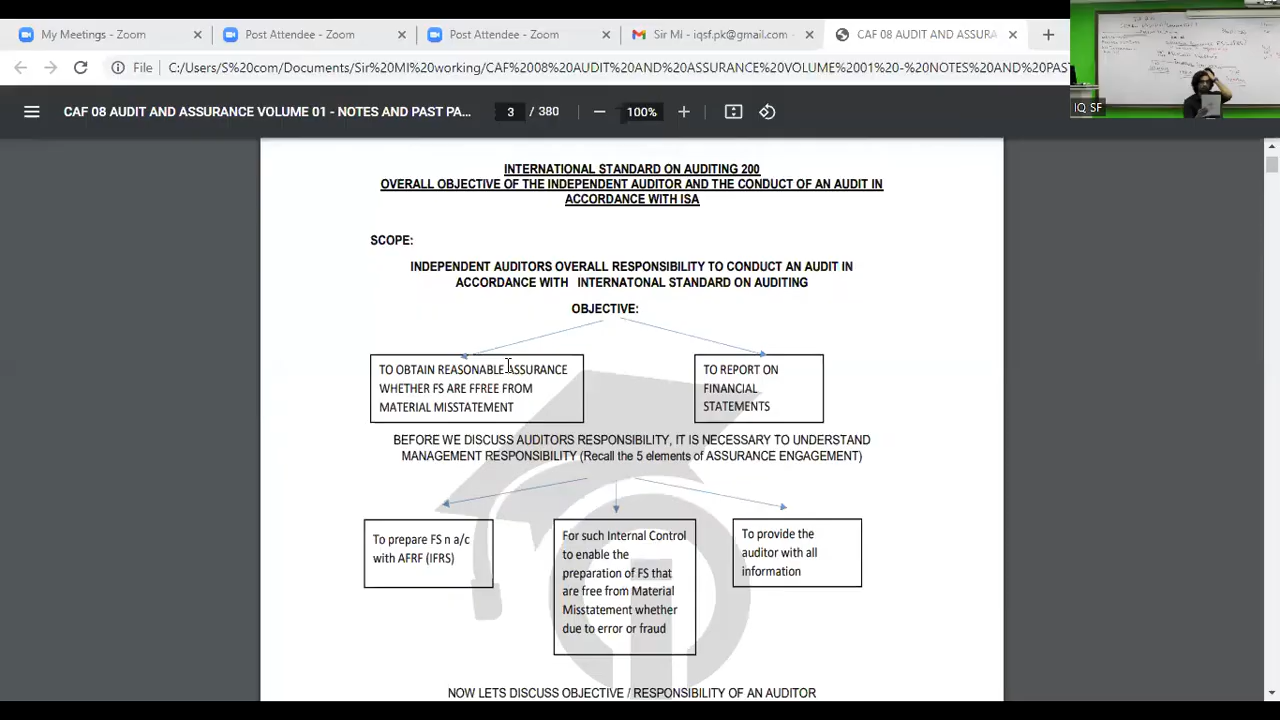 My Meetings - Zoom
Post Attendee - Zoom
Post Attendee - Zoom
Sir Mi - iqsf.pk@gmail.com -
CAF 08 AUDIT AND ASSURA
File
C:/Users/S%20com/Documents/Sir%20MI%20working/CAF%2008%20AUDIT%20AND%20ASSURANCE%20VOLUME%2001%20-%20NOTES%20AND%20PAST
CAF 08 AUDIT AND ASSURANCE VOLUME 01 - NOTES AND PAST PA...
3 / 380
100%
IQ SF
INTERNATIONAL STANDARD ON AUDITING 200
OVERALL OBJECTIVE OF THE INDEPENDENT AUDITOR AND THE CONDUCT OF AN AUDIT IN
ACCORDANCE WITH ISA
SCOPE:
INDEPENDENT AUDITORS OVERALL RESPONSIBILITY TO CONDUCT AN AUDIT IN
ACCORDANCE WITH INTERNATONAL STANDARD ON AUDITING
OBJECTIVE:
TO OBTAIN REASONABLE ASSURANCE
WHETHER FS ARE FFREE FROM
MATERIAL MISSTATEMENT
TO REPORT ON
FINANCIAL
STATEMENTS
BEFORE WE DISCUSS AUDITORS RESPONSIBILITY, IT IS NECESSARY TO UNDERSTAND
MANAGEMENT RESPONSIBILITY (Recall the 5 elements of ASSURANCE ENGAGEMENT)
To prepare FS n a/c
with AFRF (IFRS)
For such Internal Control
to enable the
preparation of FS that
are free from Material
Misstatement whether
due to error or fraud
To provide the
auditor with all
information
NOW LETS DISCUSS OBJECTIVE / RESPONSIBILITY OF AN AUDITOR